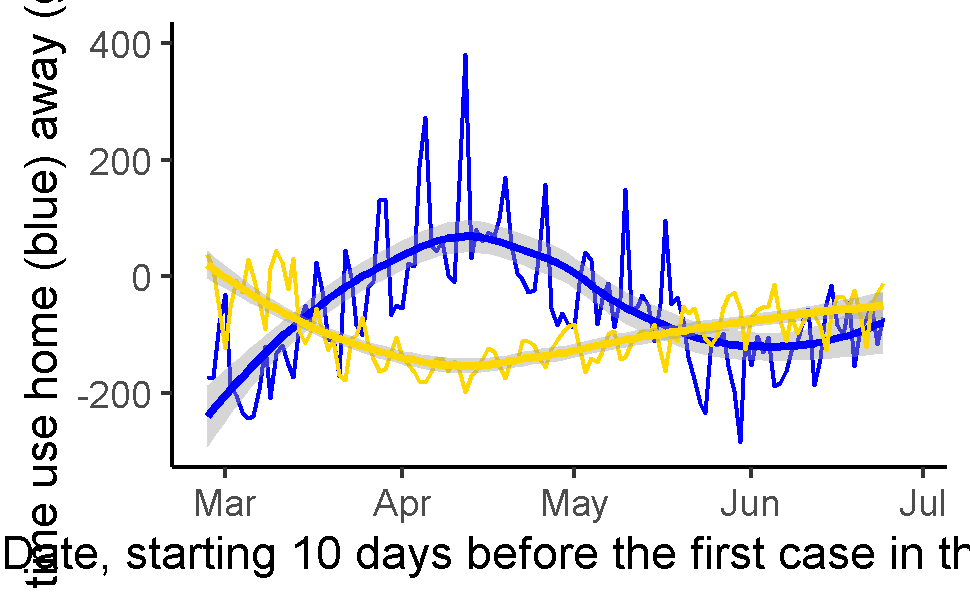 time use home (blue) away (
400
200
0
-200
Mar Apr May Jun Jul
Date, starting 10 days before the first case in th